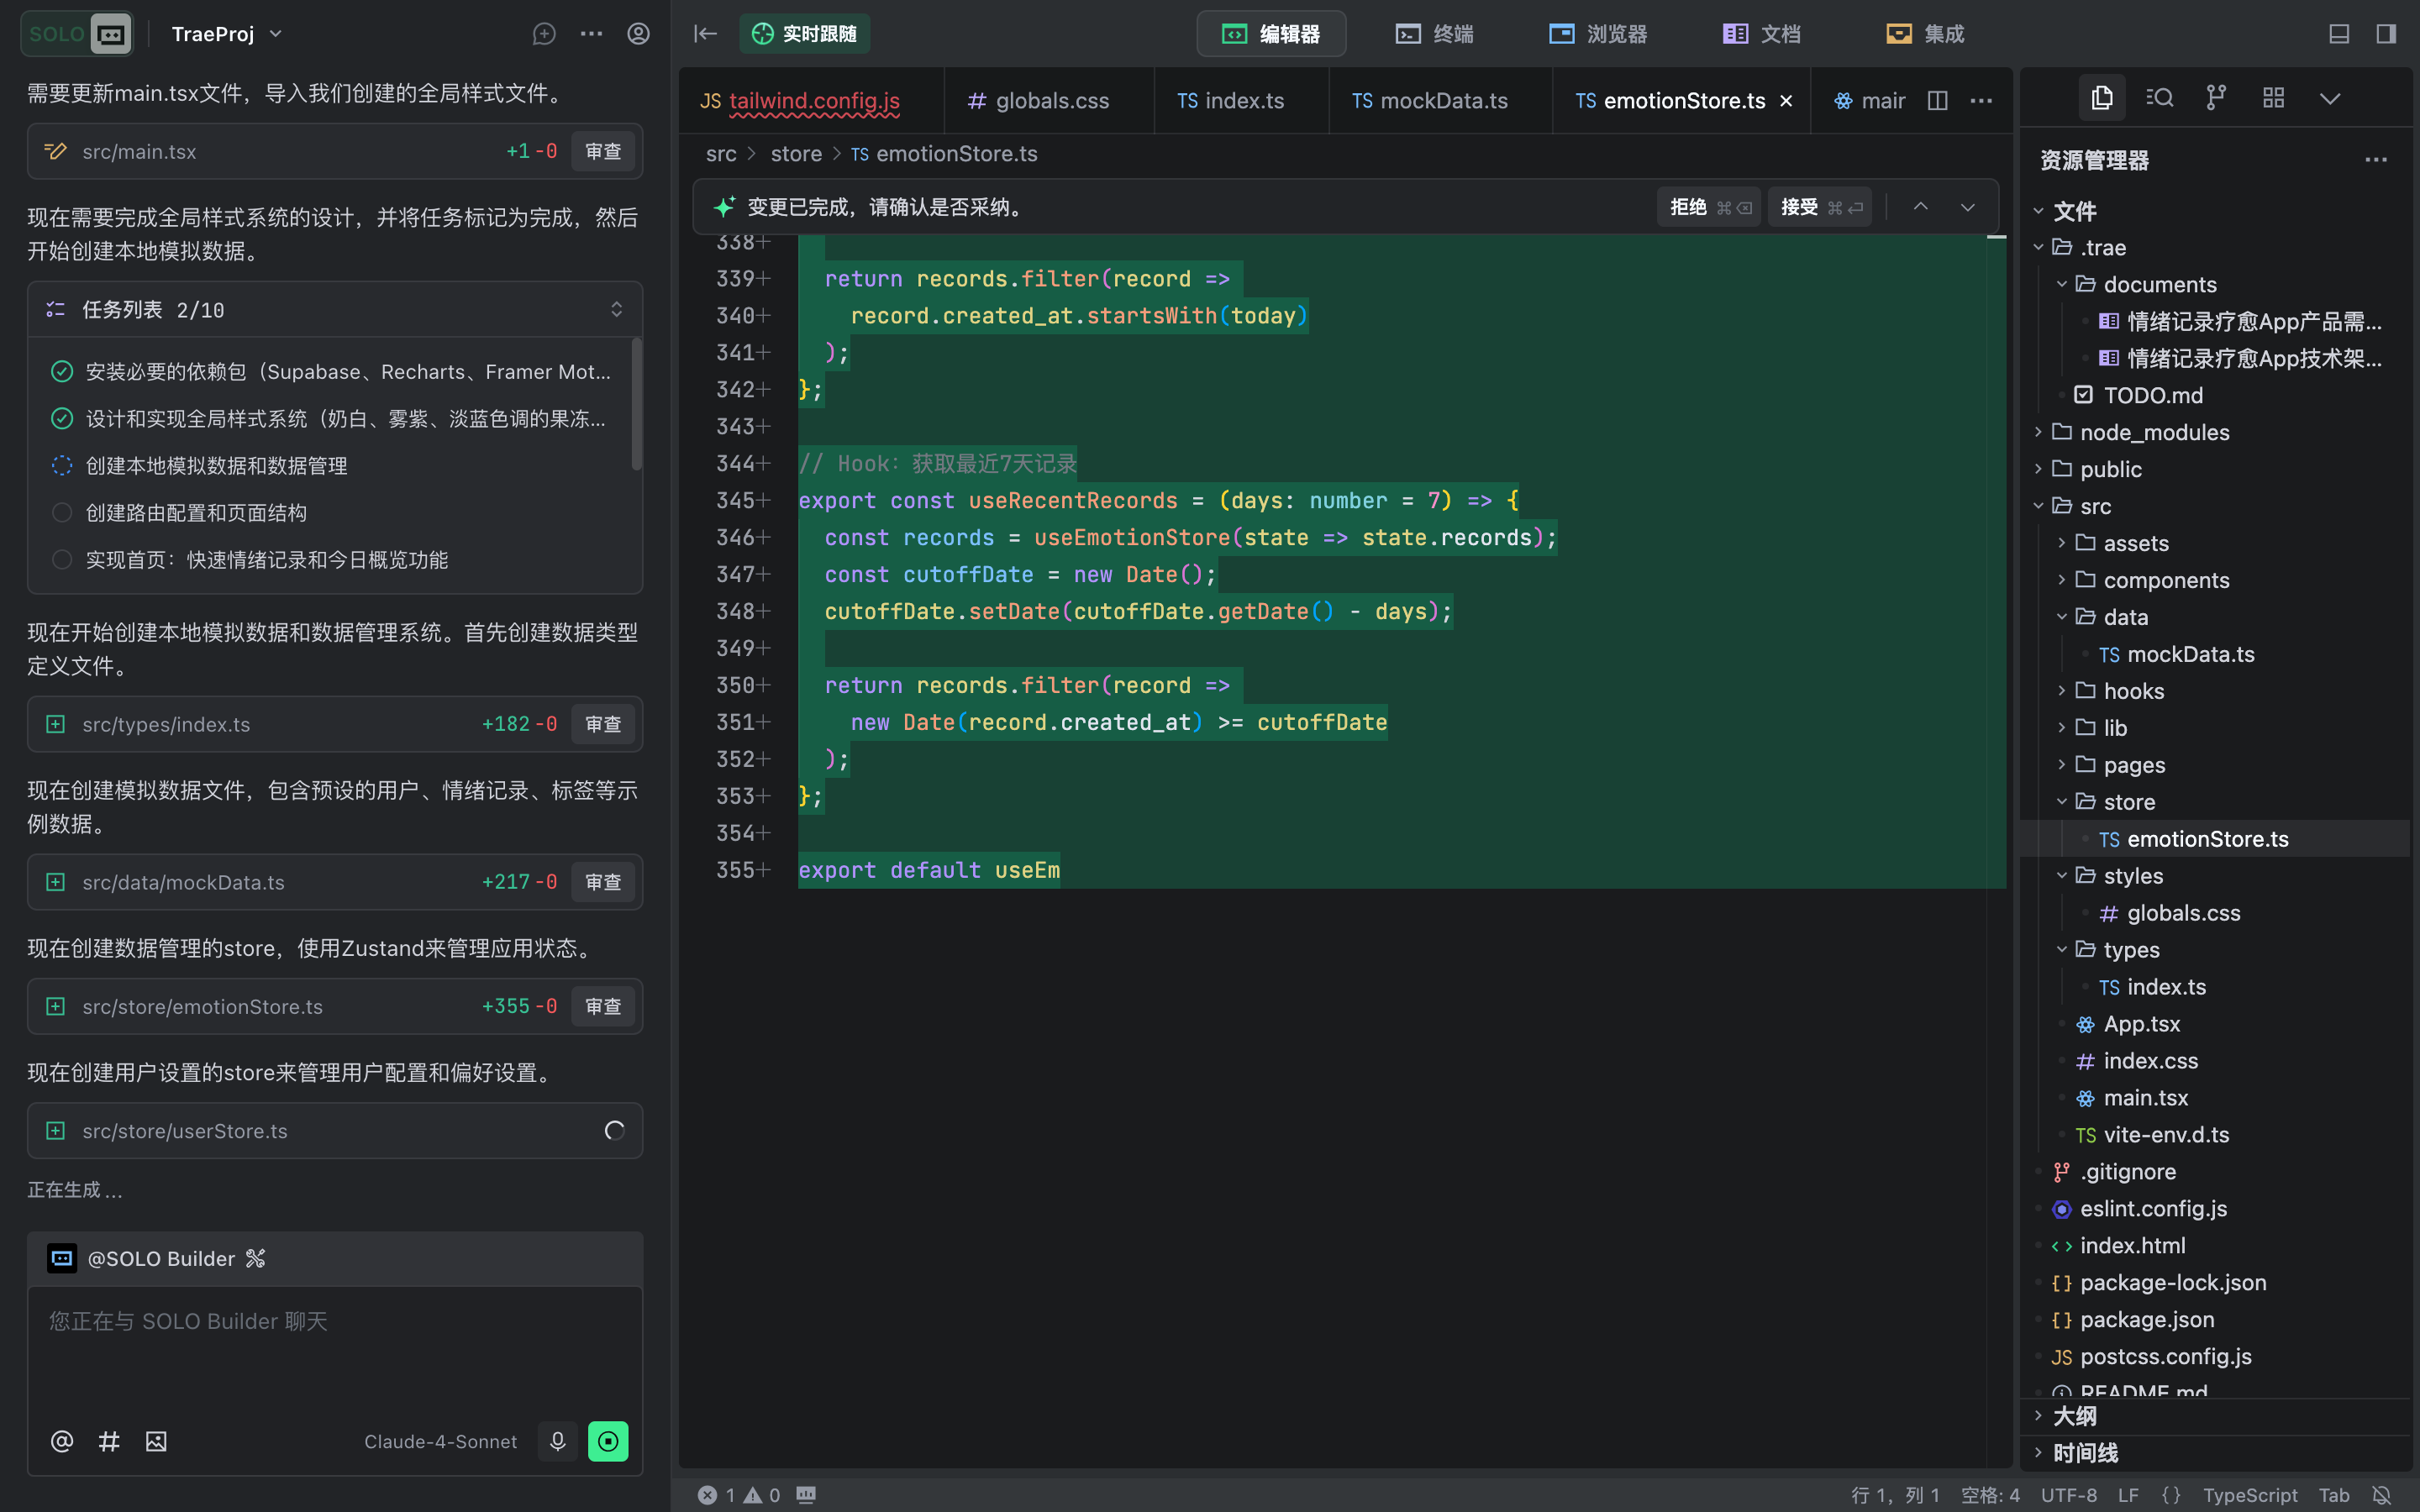 SOLO
TraeProj
需要更新main.tsx文件，导入我们创建的全局样式文件。
src/main.tsx +1 -0 审查
现在需要完成全局样式系统的设计，并将任务标记为完成，然后
开始创建本地模拟数据。
任务列表 2/10
安装必要的依赖包（Supabase、Recharts、Framer Mot...
设计和实现全局样式系统（奶白、雾紫、淡蓝色调的果冻...
创建本地模拟数据和数据管理
创建路由配置和页面结构
实现首页：快速情绪记录和今日概览功能
现在开始创建本地模拟数据和数据管理系统。首先创建数据类型
定义文件。
src/types/index.ts +182 -0 审查
现在创建模拟数据文件，包含预设的用户、情绪记录、标签等示
例数据。
src/data/mockData.ts +217 -0 审查
现在创建数据管理的store，使用Zustand来管理应用状态。
src/store/emotionStore.ts +355 -0 审查
现在创建用户设置的store来管理用户配置和偏好设置。
src/store/userStore.ts
正在生成 ...
@SOLO Builder
您正在与 SOLO Builder 聊天
Claude-4-Sonnet
实时跟随
编辑器 终端 浏览器 文档 集成
JS tailwind.config.js # globals.css TS index.ts TS mockData.ts TS emotionStore.ts × mair ...
src > store > TS emotionStore.ts
变更已完成，请确认是否采纳。 拒绝 ⌘⌫ 接受 ⌘⏎
338+
339+ return records.filter(record =>
340+ record.created_at.startsWith(today)
341+ );
342+ };
343+
344+ // Hook: 获取最近7天记录
345+ export const useRecentRecords = (days: number = 7) => {
346+ const records = useEmotionStore(state => state.records);
347+ const cutoffDate = new Date();
348+ cutoffDate.setDate(cutoffDate.getDate() - days);
349+
350+ return records.filter(record =>
351+ new Date(record.created_at) >= cutoffDate
352+ );
353+ };
354+
355+ export default useEm
资源管理器 ...
文件
.trae
documents
情绪记录疗愈App产品需...
情绪记录疗愈App技术架...
TODO.md
node_modules
public
src
assets
components
data
TS mockData.ts
hooks
lib
pages
store
TS emotionStore.ts
styles
# globals.css
types
TS index.ts
App.tsx
# index.css
main.tsx
TS vite-env.d.ts
.gitignore
eslint.config.js
<> index.html
{} package-lock.json
{} package.json
JS postcss.config.js
README.md
大纲
时间线
1 0 行 1，列 1 空格: 4 UTF-8 LF {} TypeScript Tab